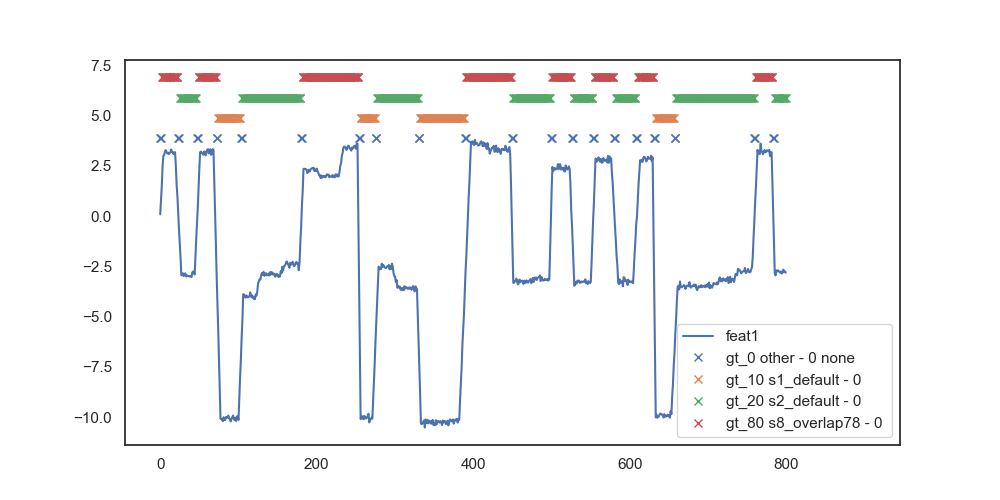 7.5
5.0
2.5
0.0
−2.5
−5.0
−7.5
−10.0
0
200
400
600
800
feat1
gt_0 other - 0 none
gt_10 s1_default - 0
gt_20 s2_default - 0
gt_80 s8_overlap78 - 0